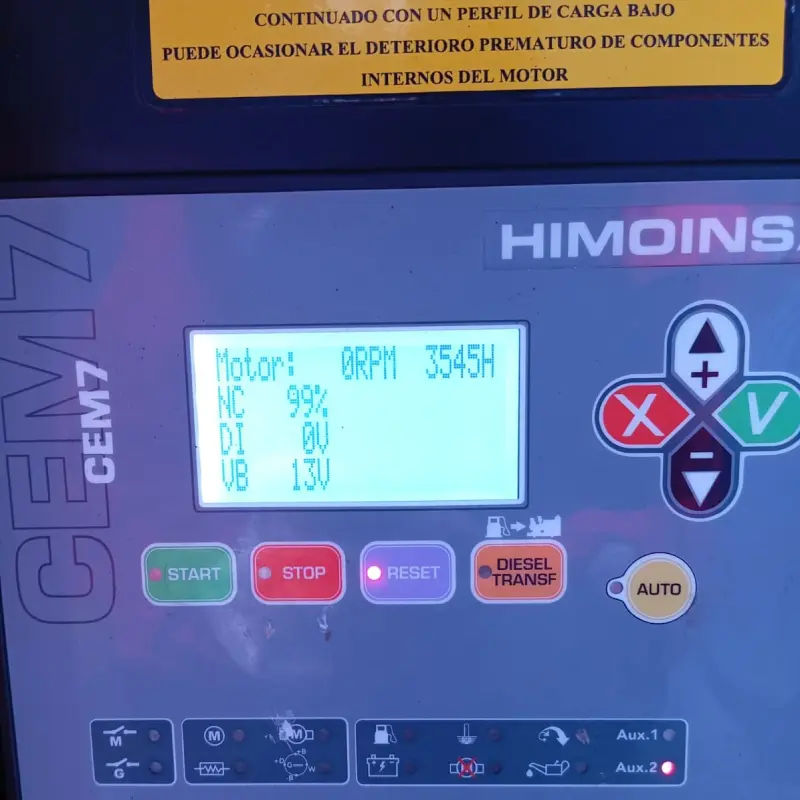 CONTINUADO CON UN PERFIL DE CARGA BAJO
PUEDE OCASIONAR EL DETERIORO PREMATURO DE COMPONENTES
INTERNOS DEL MOTOR
HIMOINS
CEM7
CEM7
Motor: 0RPM 3545H
NC 99%
DI 0V
VB 13V
+
X V
-
START STOP RESET DIESEL TRANSF
AUTO
M M M Aux.1
G G Aux.2